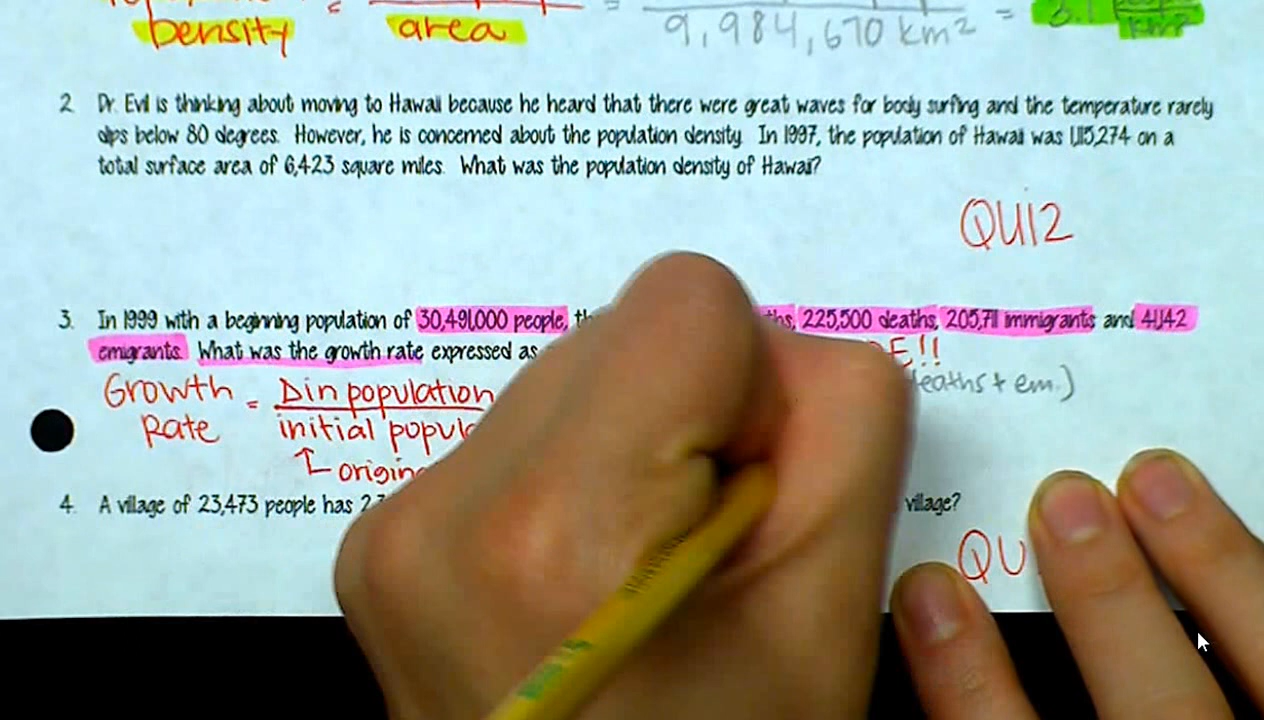 Density = area = 9,984,670 km² =
2. Dr. Evil is thinking about moving to Hawaii because he heard that there were great waves for body surfing and the temperature rarely
dips below 80 degrees. However, he is concerned about the population density. In 1997, the population of Hawaii was 1,115,274 on a
total surface area of 6,423 square miles. What was the population density of Hawaii?
QUIZ
3. In 1999 with a beginning population of 30,491,000 people, 225,500 deaths, 205,711 immigrants and 41,142
emigrants. What was the growth rate expressed as
E!!
Growth = Δ in population deaths + em.)
Rate initial
↑
4. A village of 23,473 people has village?